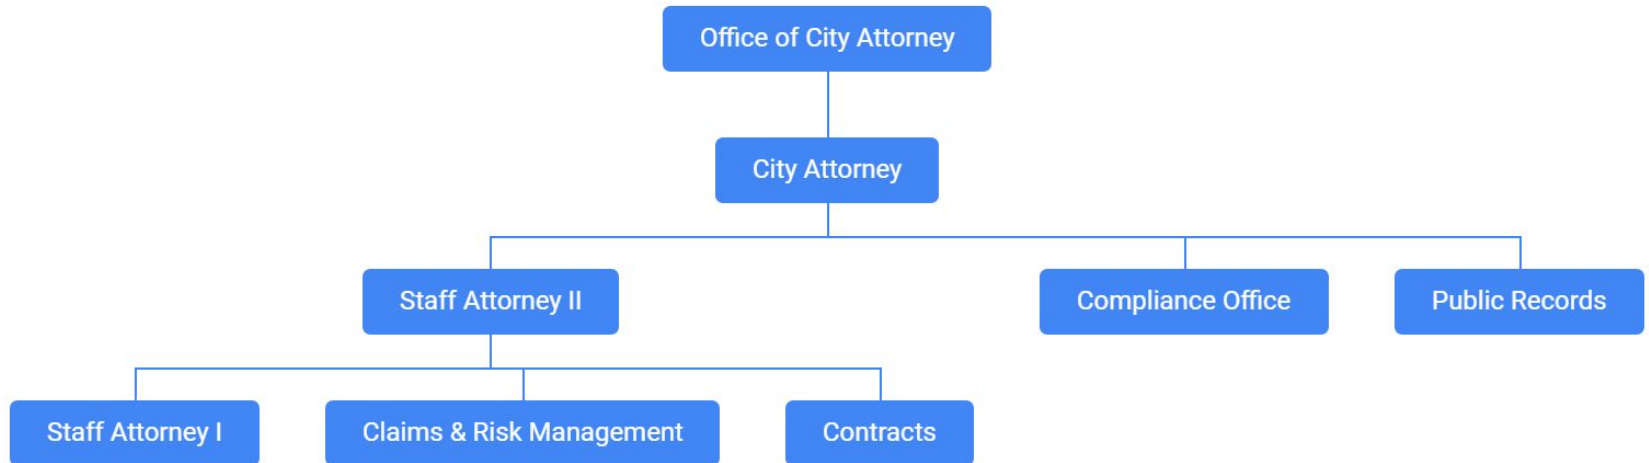 Office of City Attorney
City Attorney
Staff Attorney II
Compliance Office
Public Records
Staff Attorney I
Claims & Risk Management
Contracts